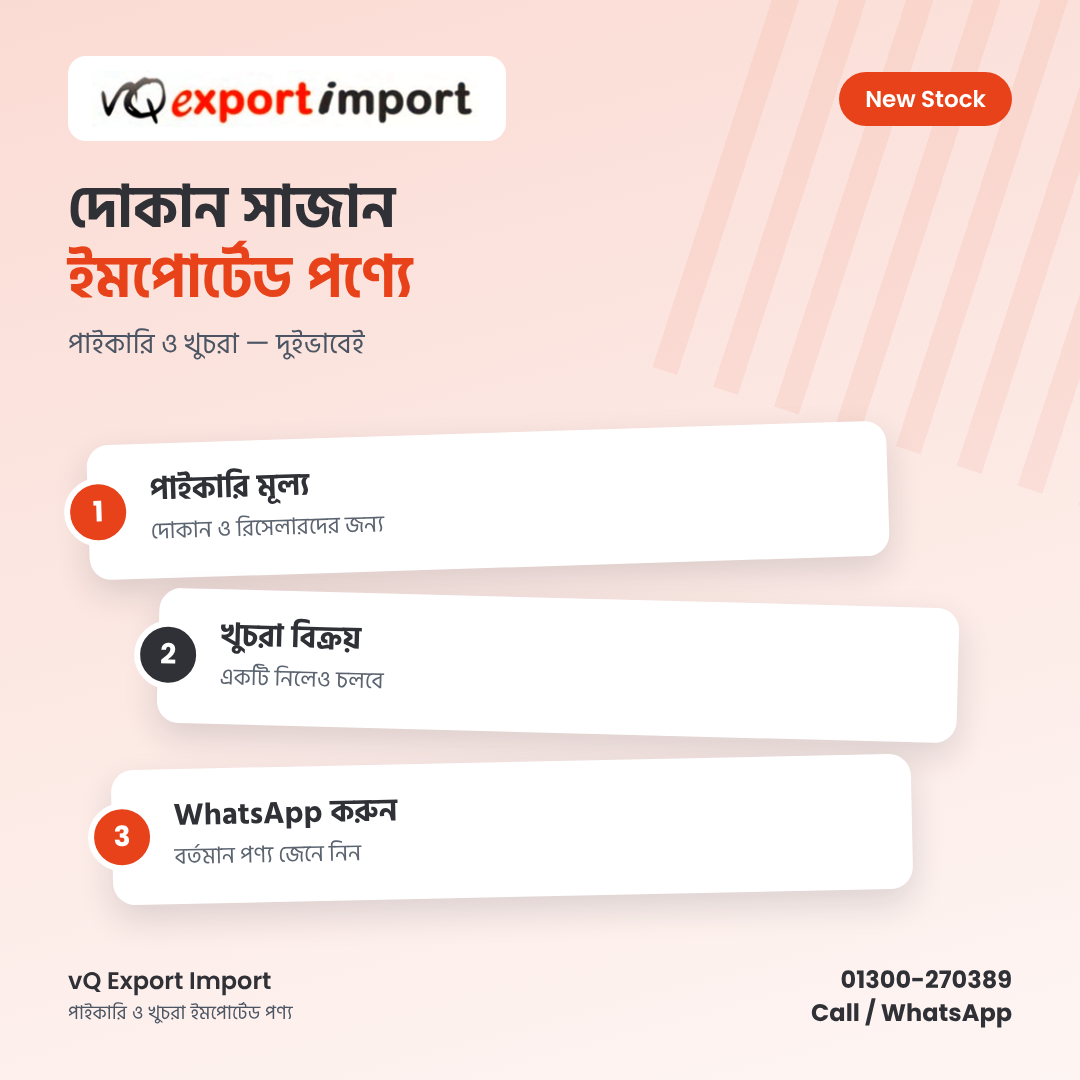 vQ export import
New Stock
দোকান সাজান
ইমপোর্টেড পণ্যে
পাইকারি ও খুচরা — দুইভাবেই
1
পাইকারি মূল্য
দোকান ও রিসেলারদের জন্য
2
খুচরা বিক্রয়
একটি নিলেও চলবে
3
WhatsApp করুন
বর্তমান পণ্য জেনে নিন
vQ Export Import
পাইকারি ও খুচরা ইমপোর্টেড পণ্য
01300-270389
Call / WhatsApp